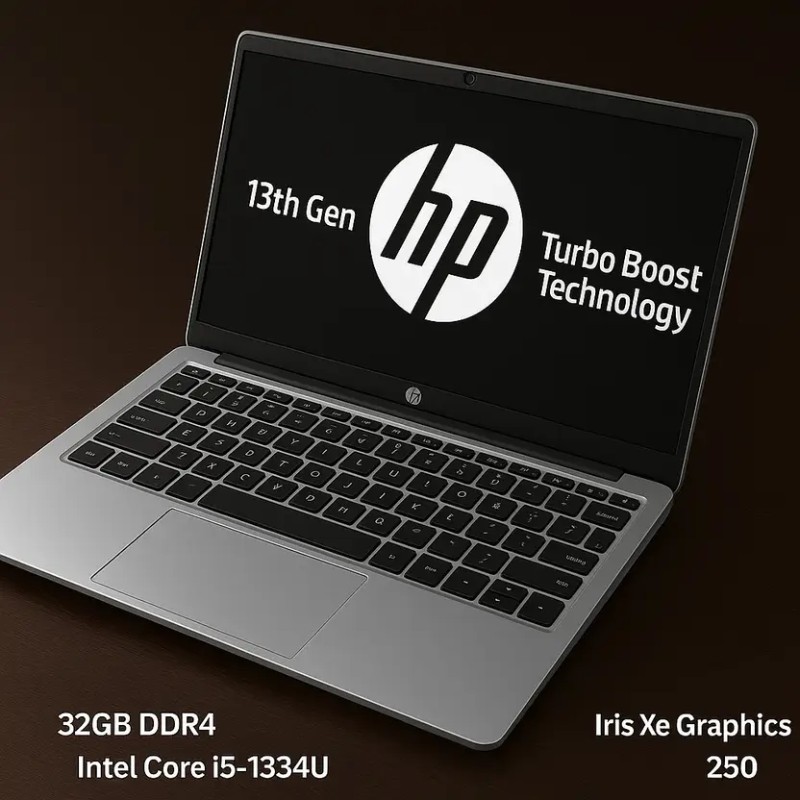 13th Gen
hp
Turbo Boost
Technology
32GB DDR4
Iris Xe Graphics
Intel Core i5-1334U
250